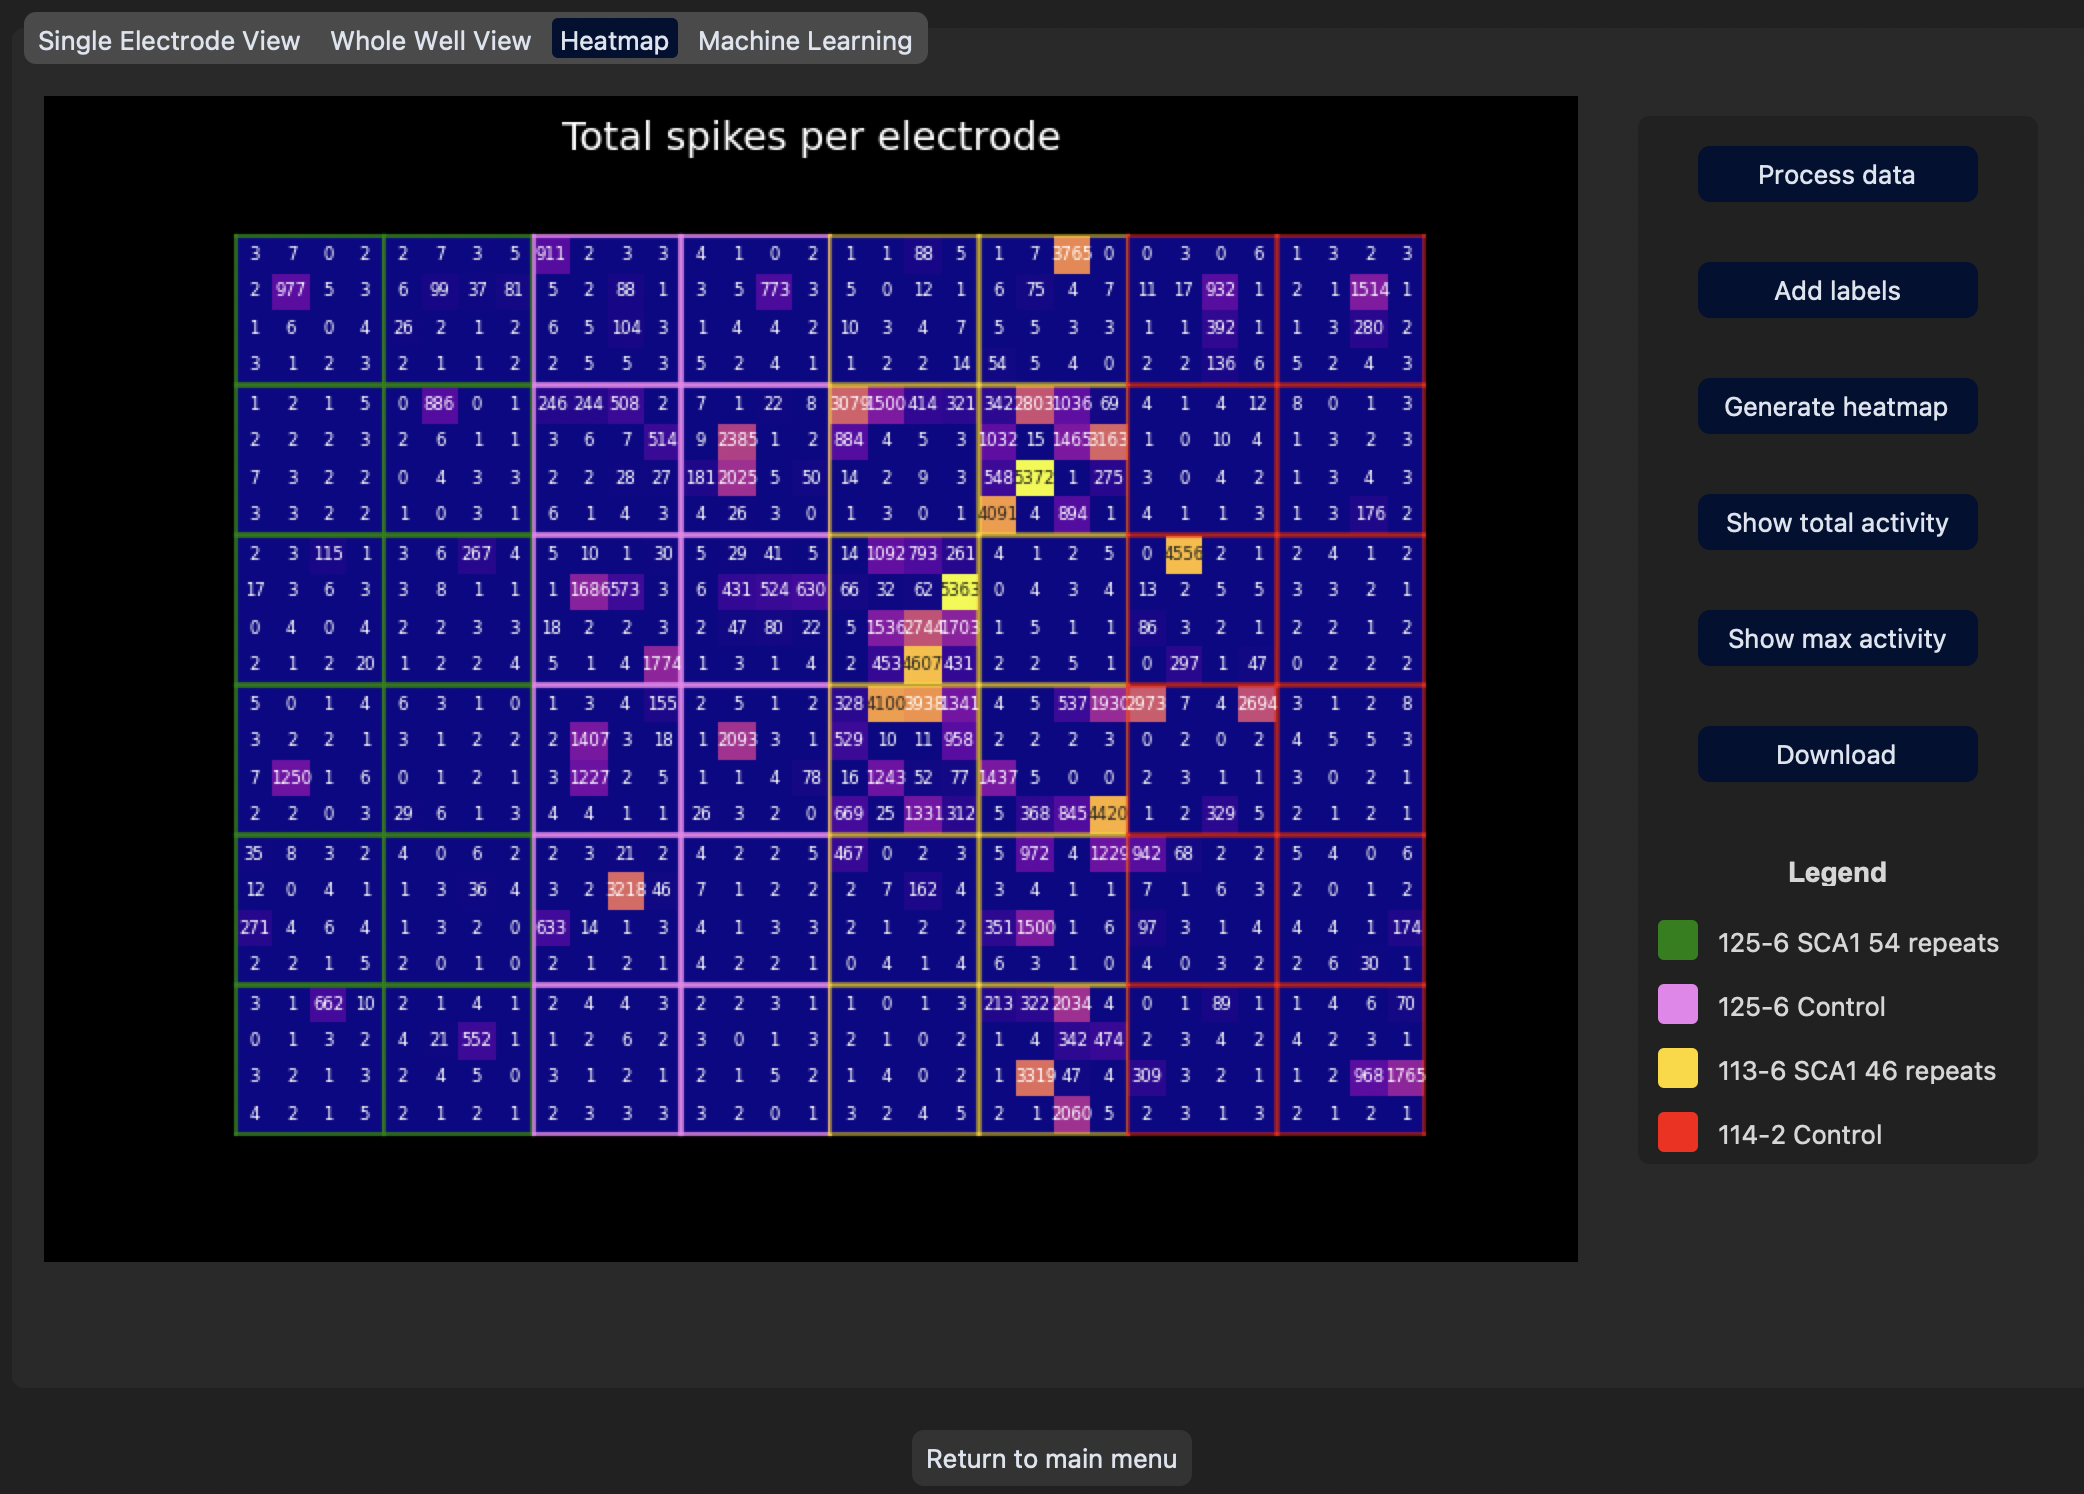 Single Electrode View Whole Well View Heatmap Machine Learning
Total spikes per electrode
3 7 0 2 2 7 3 5 911 2 3 3 4 1 0 2 1 1 88 5 1 7 3765 0 0 3 0 6 1 3 2 3
2 977 5 3 6 99 37 81 5 2 88 1 3 5 773 3 5 0 12 1 6 75 4 7 11 17 932 1 2 1 1514 1
1 6 0 4 26 2 1 2 6 5 104 3 1 4 4 2 10 3 4 7 5 5 3 3 1 1 392 1 1 3 280 2
3 1 2 3 2 1 1 2 2 5 5 3 5 2 4 1 1 2 2 14 54 5 4 0 2 2 136 6 5 2 4 3
1 2 1 5 0 886 0 1 246 244 508 2 7 1 22 8 3079 1500 414 321 342 2803 1036 69 4 1 4 12 8 0 1 3
2 2 2 3 2 6 1 1 3 6 7 514 9 2385 1 2 884 4 5 3 1032 15 1465 3163 1 0 10 4 1 3 2 3
7 3 2 2 0 4 3 3 2 2 28 27 181 2025 5 50 14 2 9 3 548 5372 1 275 3 0 4 2 1 3 4 3
3 3 2 2 1 0 3 1 6 1 4 3 4 26 3 0 1 3 0 1 4091 4 894 1 4 1 1 3 1 3 176 2
2 3 115 1 3 6 267 4 5 10 1 30 5 29 41 5 14 1092 793 261 4 1 2 5 0 4556 2 1 2 4 1 2
17 3 6 3 3 8 1 1 1 1686 573 3 6 431 524 630 66 32 62 5363 0 4 3 4 13 2 5 5 3 3 2 1
0 4 0 4 2 2 3 3 18 2 2 3 2 47 80 22 5 1536 2744 1703 1 5 1 1 86 3 2 1 2 2 1 2
2 1 2 20 1 2 2 4 5 1 4 1774 1 3 1 4 2 453 4607 431 2 2 5 1 0 297 1 47 0 2 2 2
5 0 1 4 6 3 1 0 1 3 4 155 2 5 1 2 328 4100 3938 1341 4 5 537 1930 2973 7 4 2694 3 1 2 8
3 2 2 1 3 1 2 2 2 1407 3 18 1 2093 3 1 529 10 11 958 2 2 2 3 0 2 0 2 4 5 5 3
7 1250 1 6 0 1 2 1 3 1227 2 5 1 1 4 78 16 1243 52 77 1437 5 0 0 2 3 1 1 3 0 2 1
2 2 0 3 29 6 1 3 4 4 1 1 26 3 2 0 669 25 1331 312 5 368 845 4420 1 2 329 5 2 1 2 1
35 8 3 2 4 0 6 2 2 3 21 2 4 2 2 5 467 0 2 3 5 972 4 1229 942 68 2 2 5 4 0 6
12 0 4 1 1 3 36 4 3 2 3218 46 7 1 2 2 2 7 162 4 3 4 1 1 7 1 6 3 2 0 1 2
271 4 6 4 1 3 2 0 633 14 1 3 4 1 3 3 2 1 2 2 351 1500 1 6 97 3 1 4 4 4 1 174
2 2 1 5 2 0 1 0 2 1 2 1 4 2 2 1 0 4 1 4 6 3 1 0 4 0 3 2 2 6 30 1
3 1 662 10 2 1 4 1 2 4 4 3 2 2 3 1 1 0 1 3 213 322 2034 4 0 1 89 1 1 4 6 70
0 1 3 2 4 21 552 1 1 2 6 2 3 0 1 3 2 1 0 2 1 4 342 474 2 3 4 2 4 2 3 1
3 2 1 3 2 4 5 0 3 1 2 1 2 1 5 2 1 4 0 2 1 3319 47 4 309 3 2 1 1 2 968 1765
4 2 1 5 2 1 2 1 2 3 3 3 3 2 0 1 3 2 4 5 2 1 2060 5 2 3 1 3 2 1 2 1
Process data
Add labels
Generate heatmap
Show total activity
Show max activity
Download
Legend
125-6 SCA1 54 repeats
125-6 Control
113-6 SCA1 46 repeats
114-2 Control
Return to main menu